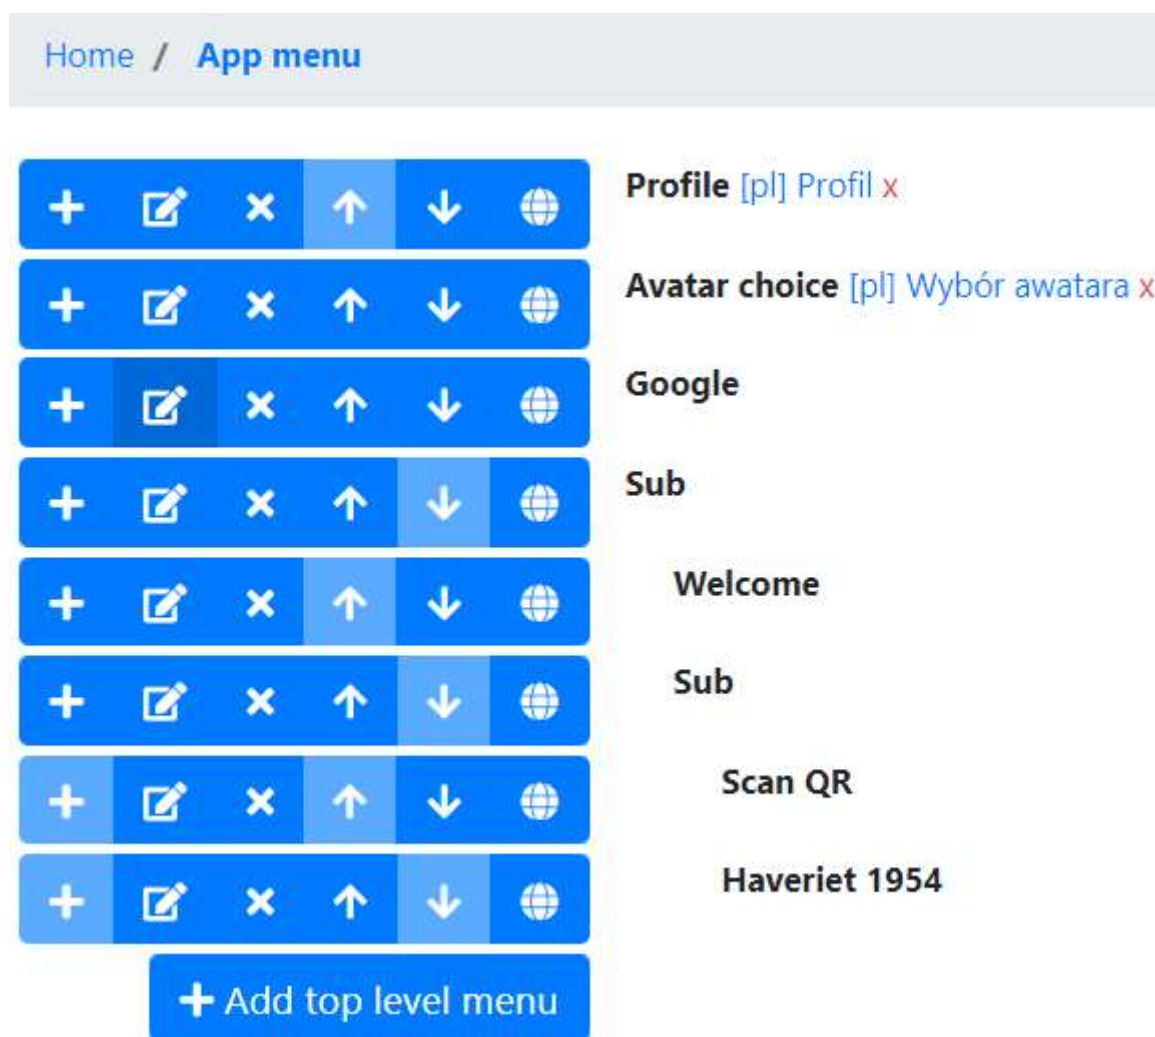 Home / App menu
Profile [pl] Profil x
Avatar choice [pl] Wybór awatara x
Google
Sub
Welcome
Sub
Scan QR
Haveriet 1954
Add top level menu